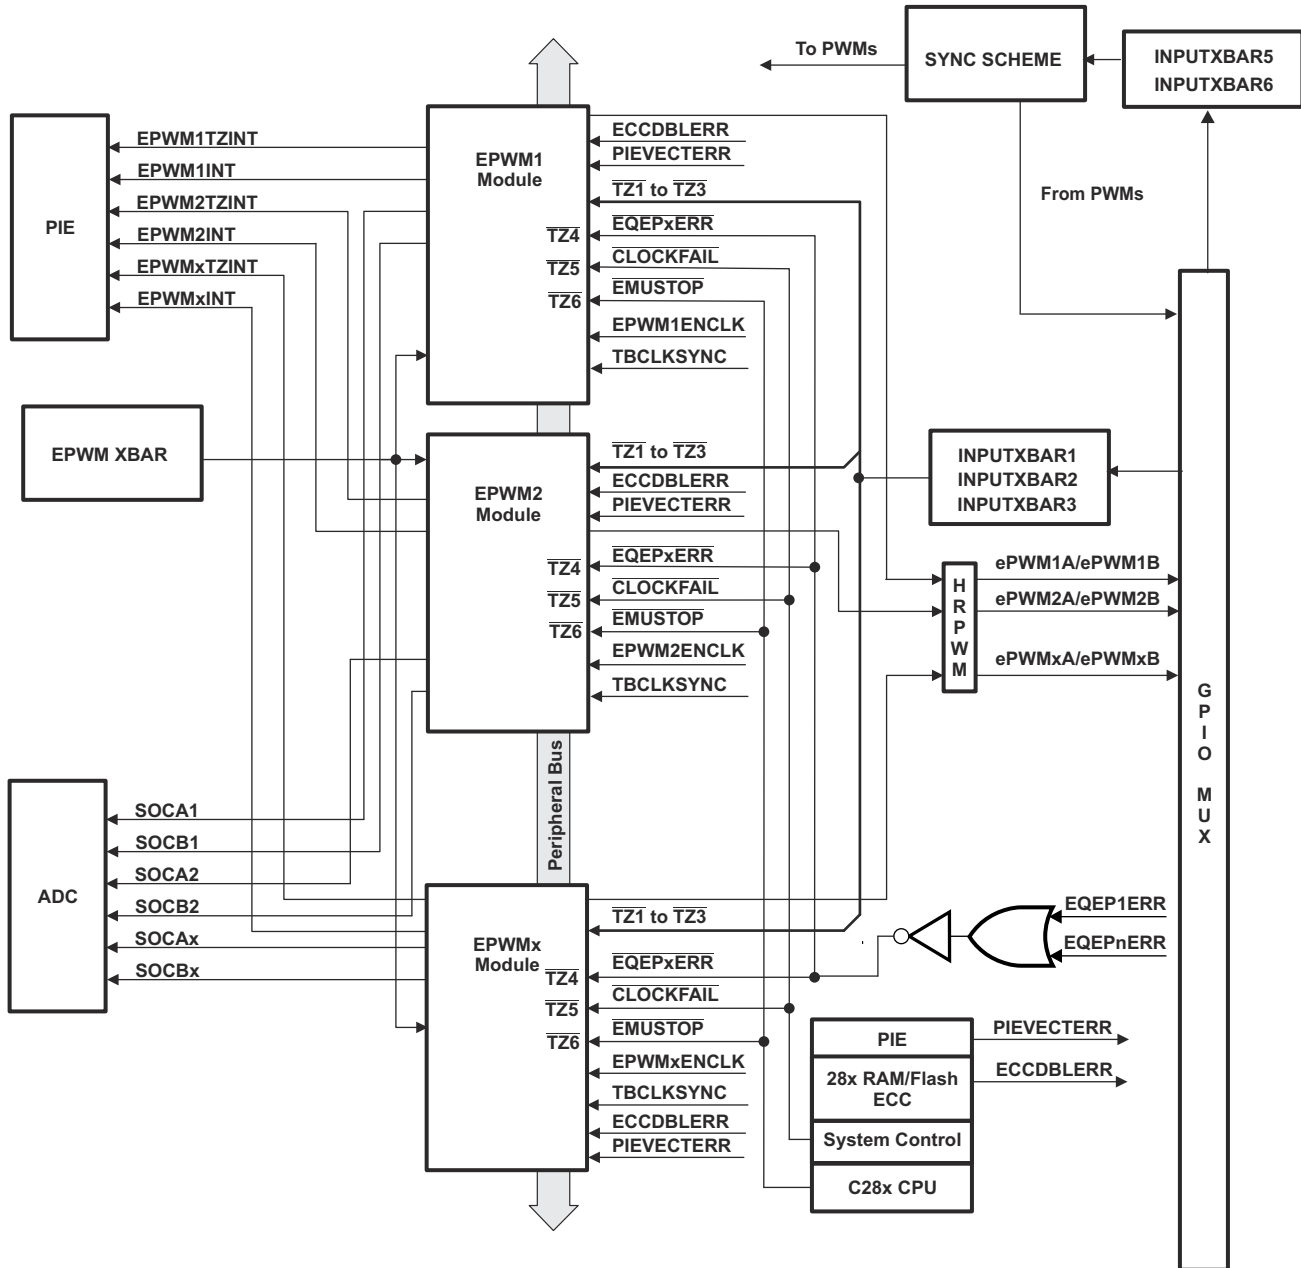 To PWMs
SYNC SCHEME
INPUTXBAR5
INPUTXBAR6
From PWMs
PIE
EPWM1TZINT
EPWM1INT
EPWM2TZINT
EPWM2INT
EPWMxTZINT
EPWMxINT
EPWM1
Module
ECCDBLERR
PIEVECTERR
TZ1 to TZ3
TZ4
EQEPxERR
TZ5
CLOCKFAIL
TZ6
EMUSTOP
EPWM1ENCLK
TBCLKSYNC
EPWM XBAR
EPWM2
Module
TZ1 to TZ3
ECCDBLERR
PIEVECTERR
TZ4
EQEPxERR
TZ5
CLOCKFAIL
TZ6
EMUSTOP
EPWM2ENCLK
TBCLKSYNC
INPUTXBAR1
INPUTXBAR2
INPUTXBAR3
HRPWM
ePWM1A/ePWM1B
ePWM2A/ePWM2B
ePWMxA/ePWMxB
GPIO MUX
Peripheral Bus
ADC
SOCA1
SOCB1
SOCA2
SOCB2
SOCAx
SOCBx
EPWMx
Module
TZ1 to TZ3
TZ4
EQEPxERR
TZ5
CLOCKFAIL
TZ6
EMUSTOP
EPWMxENCLK
TBCLKSYNC
ECCDBLERR
PIEVECTERR
EQEP1ERR
EQEPnERR
PIE
PIEVECTERR
28x RAM/Flash
ECC
ECCDBLERR
System Control
C28x CPU